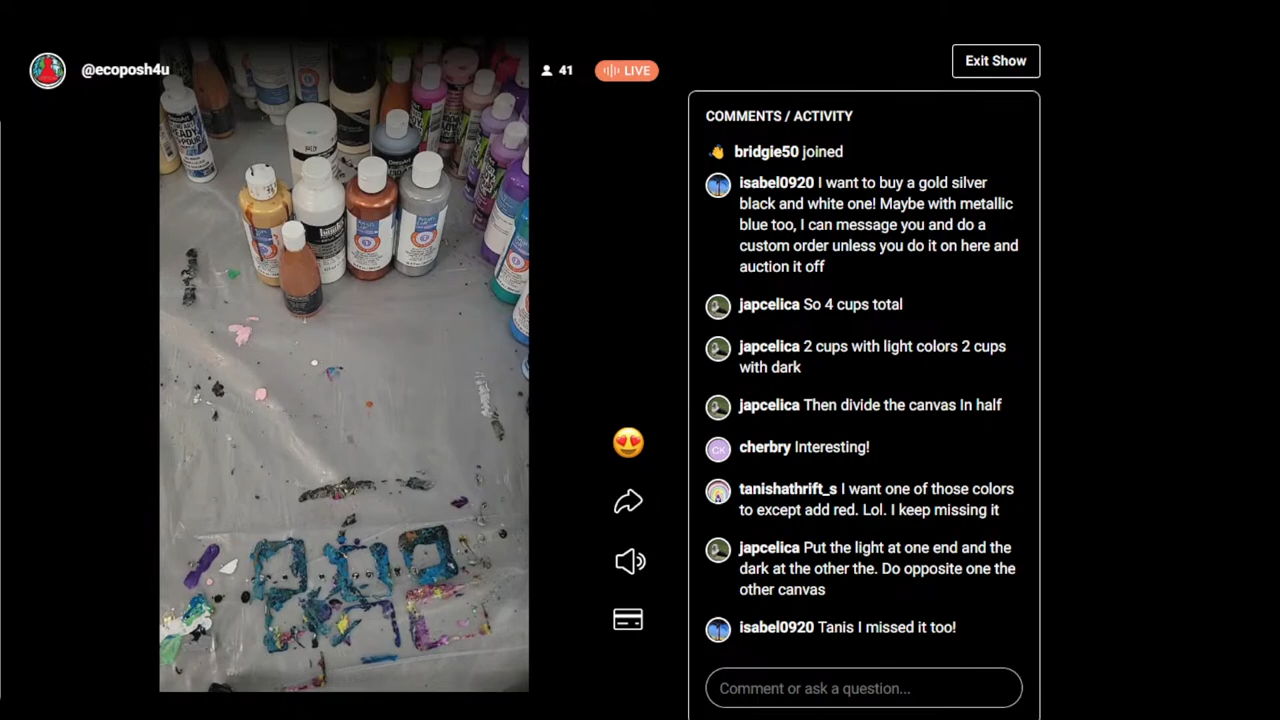 @ecoposh4u
41
LIVE
Exit Show
COMMENTS / ACTIVITY
bridgie50 joined
isabel0920 I want to buy a gold silver
black and white one! Maybe with metallic
blue too, I can message you and do a
custom order unless you do it on here and
auction it off
japcelica So 4 cups total
japcelica 2 cups with light colors 2 cups
with dark
japcelica Then divide the canvas In half
CK
cherbry Interesting!
tanishathrift_s I want one of those colors
to except add red. Lol. I keep missing it
japcelica Put the light at one end and the
dark at the other the. Do opposite one the
other canvas
isabel0920 Tanis I missed it too!
Comment or ask a question...